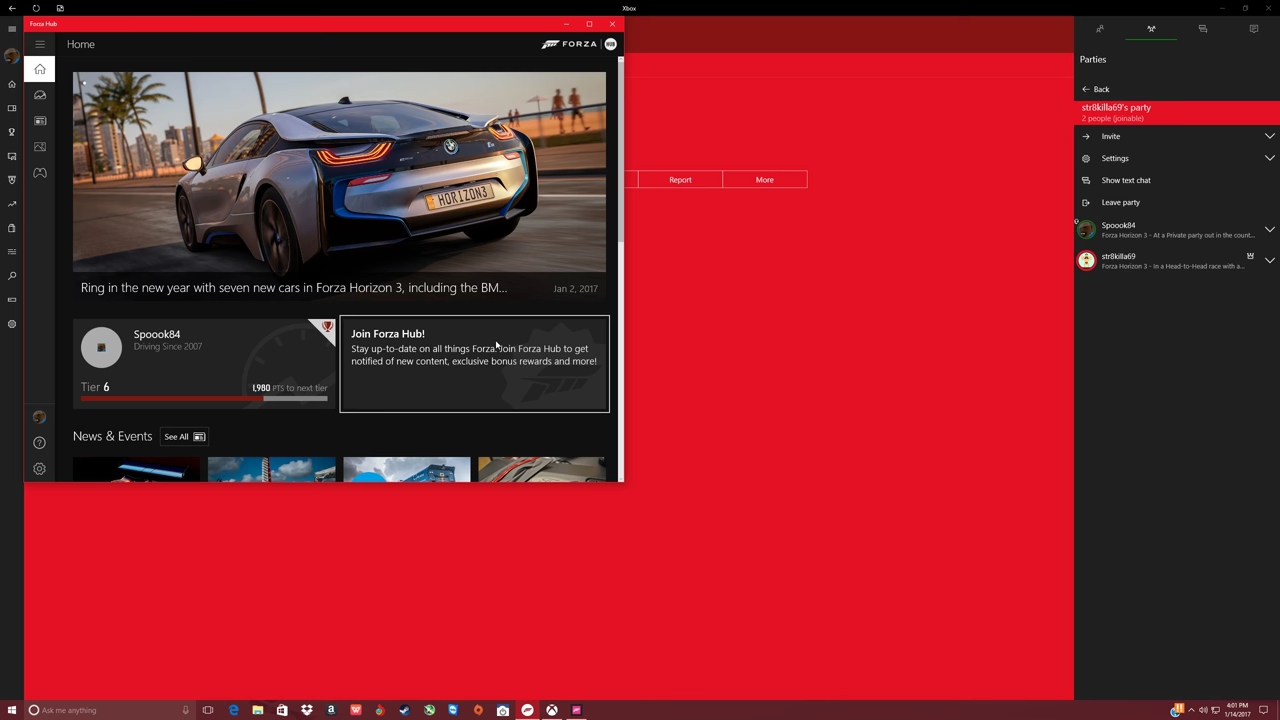 Xbox
Forza Hub
Home
FORZA HUB
HORIZON3
Ring in the new year with seven new cars in Forza Horizon 3, including the BM...
Jan 2, 2017
Spoook84
Driving Since 2007
Tier 6
1,980 PTS to next tier
Join Forza Hub!
Stay up-to-date on all things Forza. Join Forza Hub to get
notified of new content, exclusive bonus rewards and more!
News & Events
See All
Report
More
Parties
Back
str8killa69's party
2 people (joinable)
Invite
Settings
Show text chat
Leave party
Spoook84
Forza Horizon 3 - At a Private party out in the count...
str8killa69
Forza Horizon 3 - In a Head-to-Head race with a...
Ask me anything
4:01 PM
1/14/2017